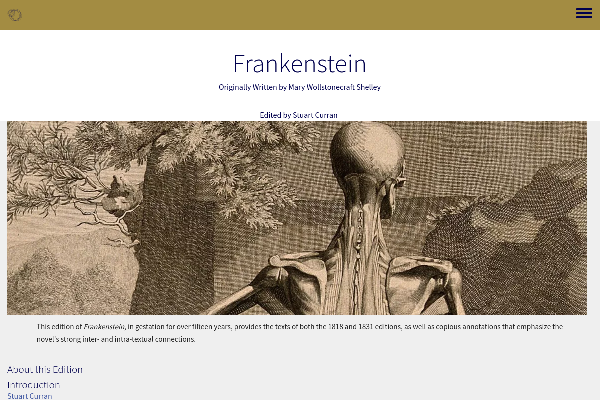 Frankenstein
Originally Written by Mary Wollstonecraft Shelley
Edited by Stuart Curran
This edition of Frankenstein, in gestation for over fifteen years, provides the texts of both the 1818 and 1831 editions, as well as copious annotations that emphasize the
novel's strong inter- and intra-textual connections.
About this Edition
Introduction
Stuart Curran